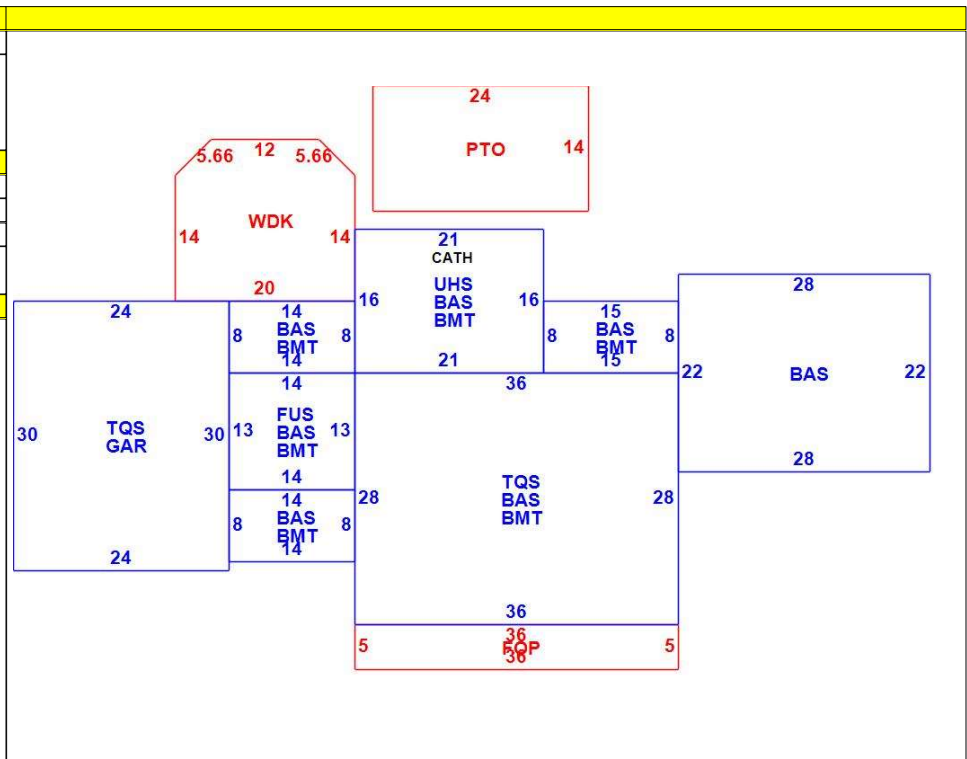 24
PTO
14
5.66 12 5.66
WDK
14 14
20
21
CATH
UHS
BAS
BMT
16 16
21
24
TQS
GAR
30 30
24
14
BAS
BMT
8 8
14
14
FUS
BAS
BMT
13 13
14
14
BAS
BMT
8 8
14
15
BAS
BMT
8 8
15
28
BAS
22 22
28
36
TQS
BAS
BMT
28 28
36
36
FOP
5 5
36